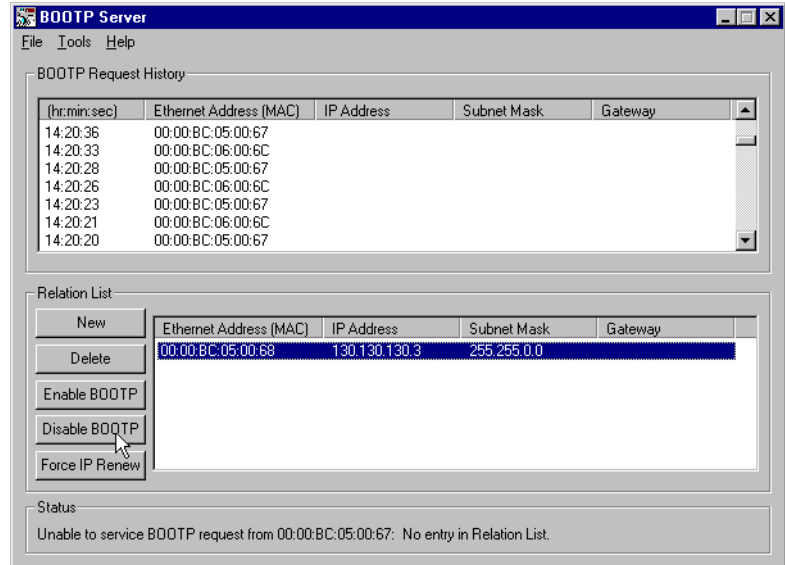 BOOTP Server
File Tools Help
BOOTP Request History
(hr:min:sec) Ethernet Address (MAC) IP Address Subnet Mask Gateway
14:20:36 00:00:BC:05:00:67
14:20:33 00:00:BC:06:00:6C
14:20:28 00:00:BC:05:00:67
14:20:26 00:00:BC:06:00:6C
14:20:23 00:00:BC:05:00:67
14:20:21 00:00:BC:06:00:6C
14:20:20 00:00:BC:05:00:67
Relation List
New
Delete
Enable BOOTP
Disable BOOTP
Force IP Renew
Ethernet Address (MAC) IP Address Subnet Mask Gateway
00:00:BC:05:00:68 130.130.130.3 255.255.0.0
Status
Unable to service BOOTP request from 00:00:BC:05:00:67: No entry in Relation List.